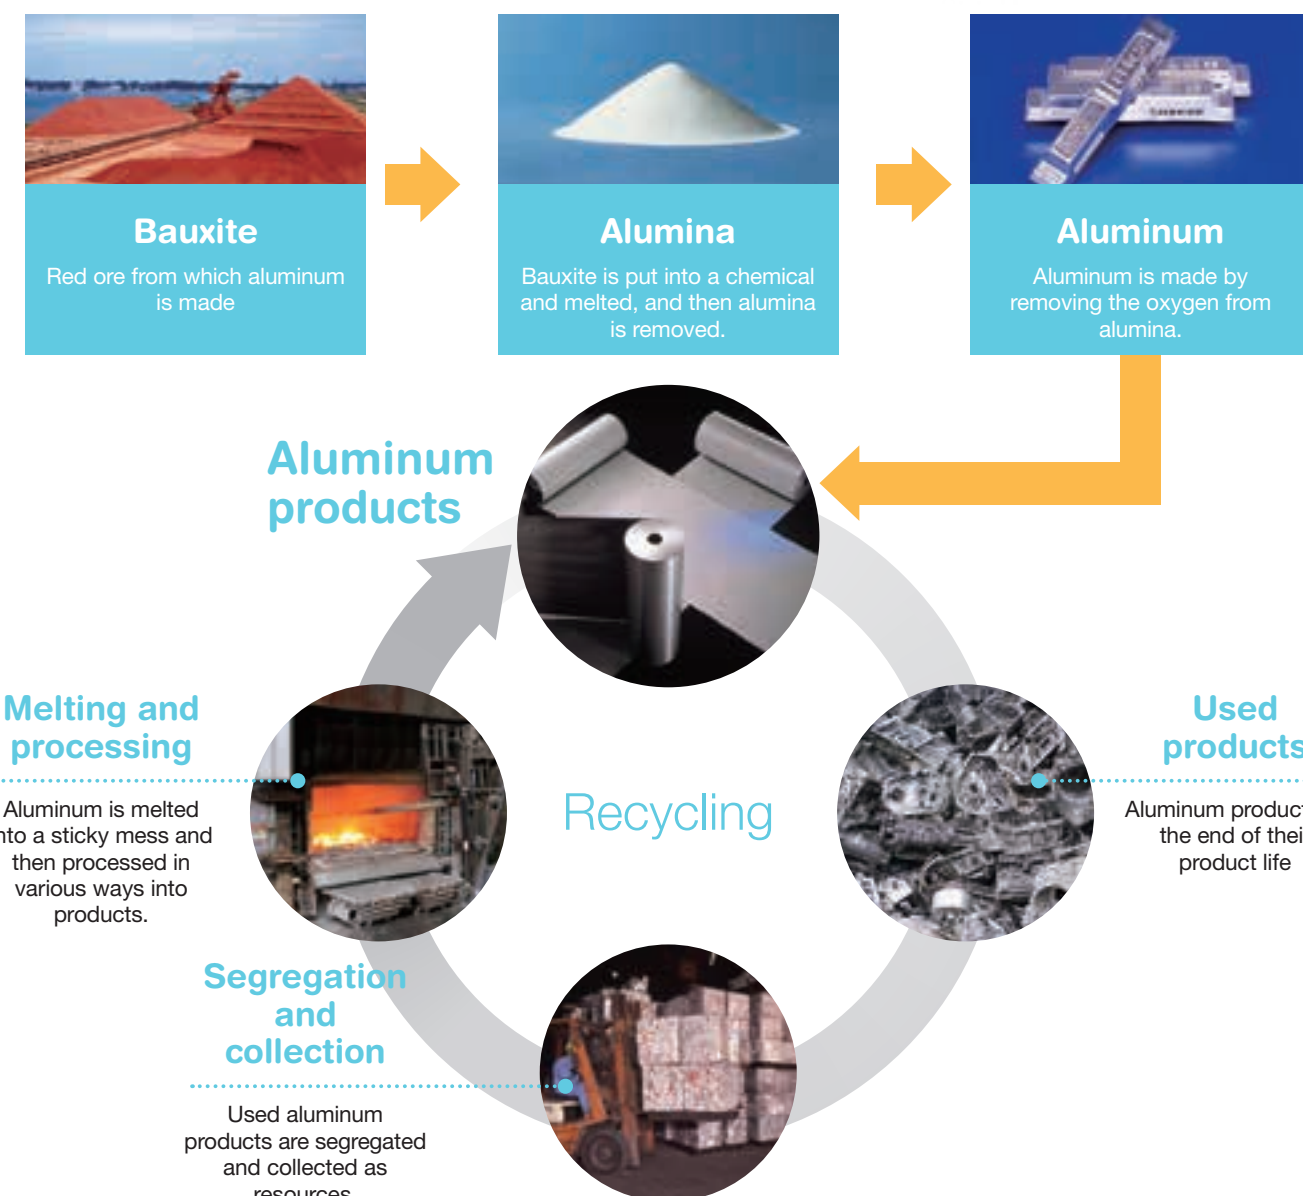 Bauxite
Red ore from which aluminum
is made
Alumina
Bauxite is put into a chemical
and melted, and then alumina
is removed.
Aluminum
Aluminum is made by
removing the oxygen from
alumina.
Aluminum
products
Melting and
processing
Aluminum is melted
nto a sticky mess and
then processed in
various ways into
products.
Recycling
Used
products
Aluminum product
the end of thei
product life
Segregation
and
collection
Used aluminum
products are segregated
and collected as
resources